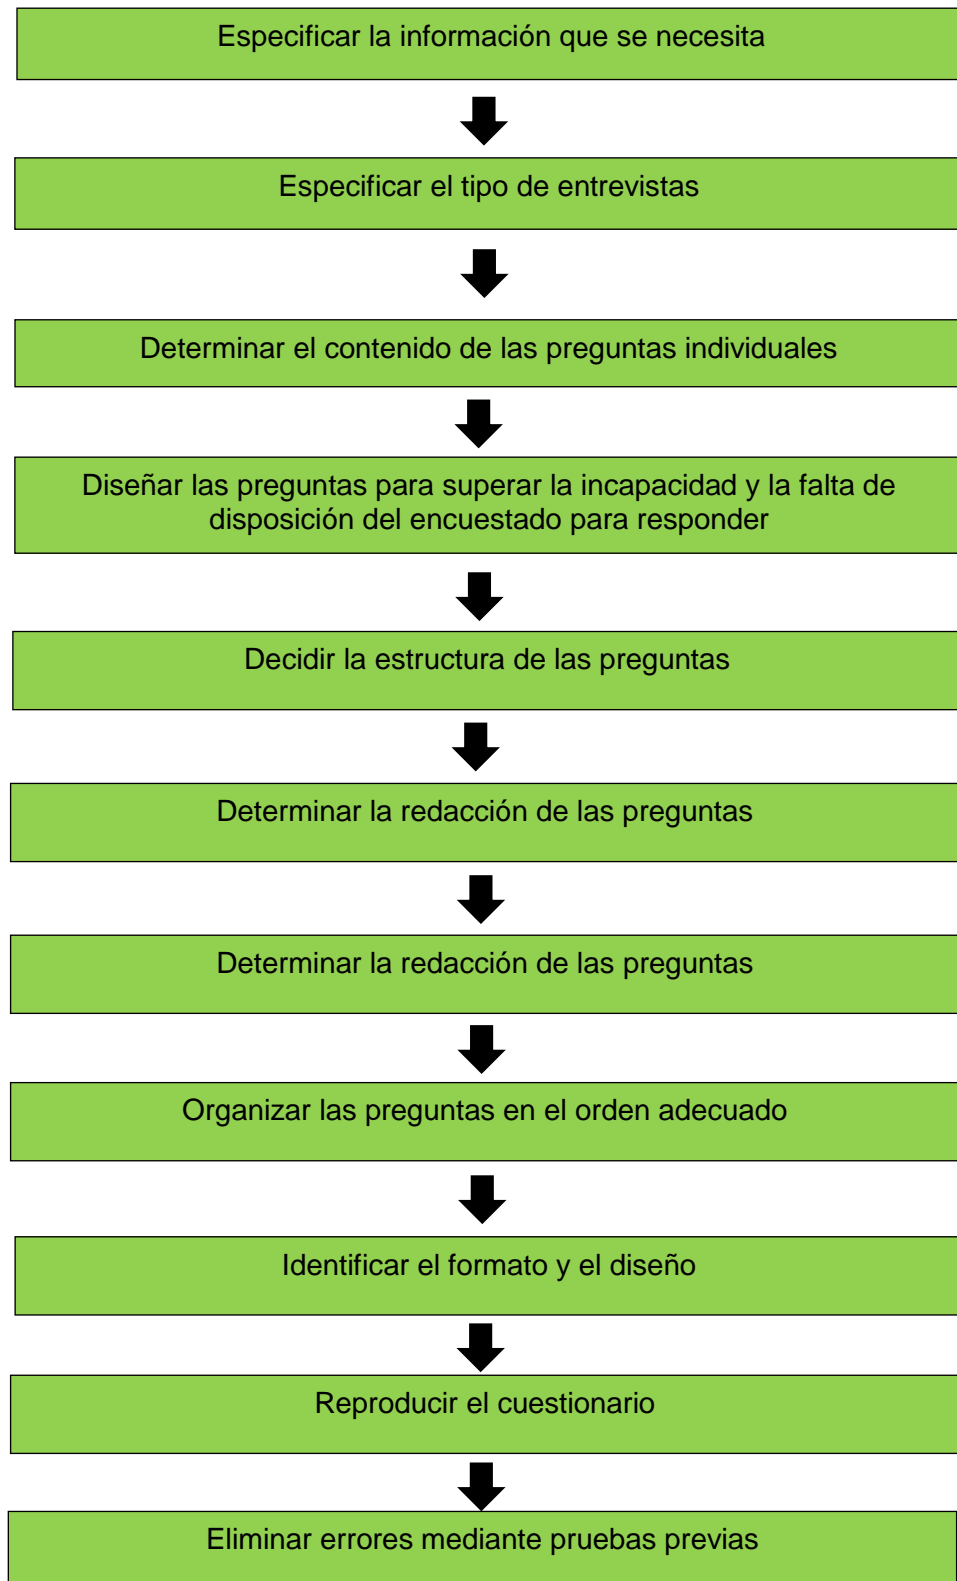 Especificar la información que se necesita
Especificar el tipo de entrevistas
Determinar el contenido de las preguntas individuales
Diseñar las preguntas para superar la incapacidad y la falta de
disposición del encuestado para responder
Decidir la estructura de las preguntas
Determinar la redacción de las preguntas
Determinar la redacción de las preguntas
Organizar las preguntas en el orden adecuado
Identificar el formato y el diseño
Reproducir el cuestionario
Eliminar errores mediante pruebas previas